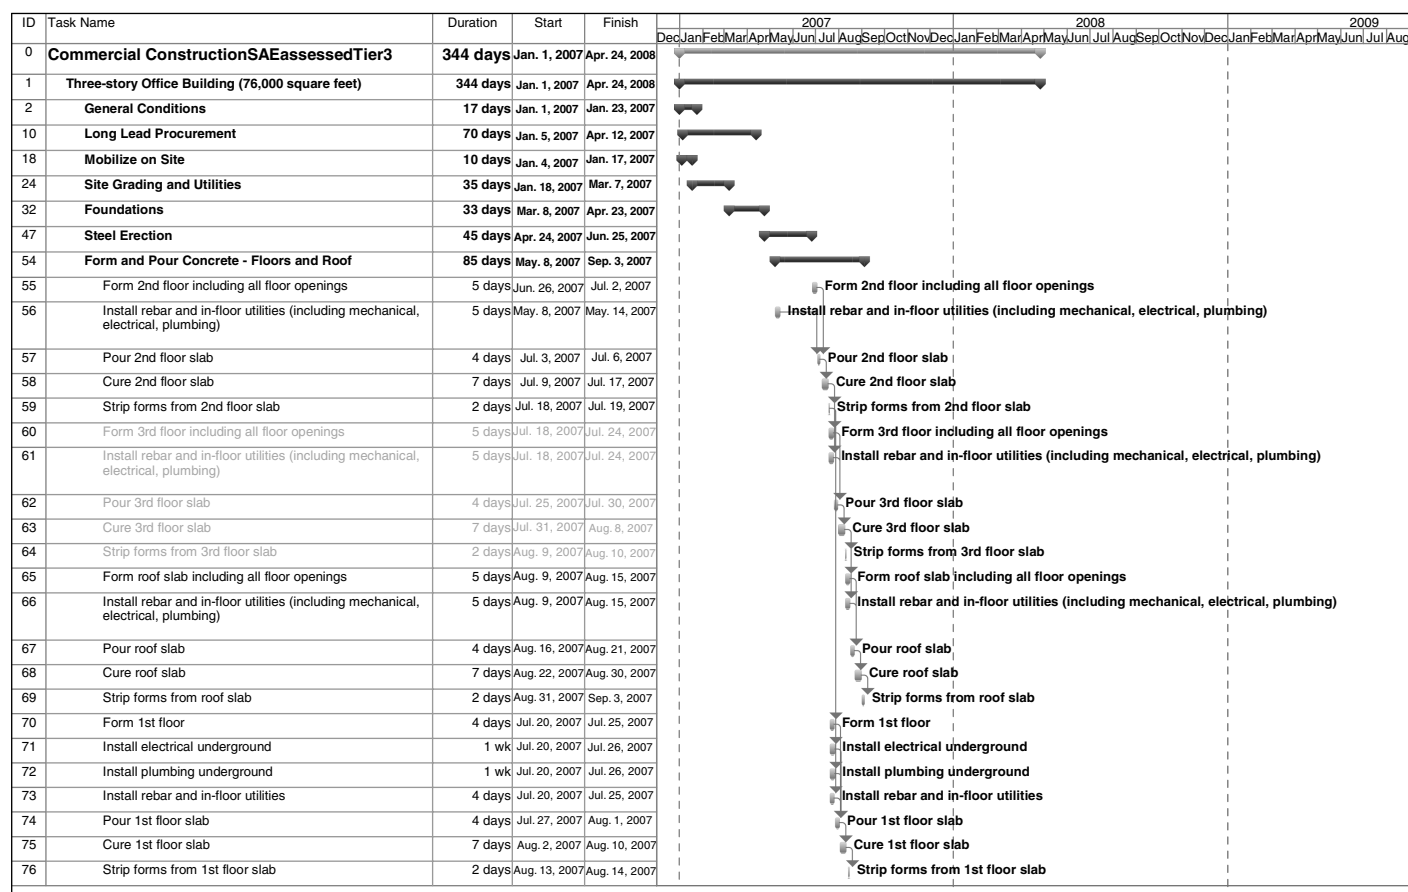 ID Task Name Duration Start Finish 2007 2008 2009
Dec Jan Feb Mar Apr May Jun Jul Aug Sep Oct Nov Dec Jan Feb Mar Apr May Jun Jul Aug Sep Oct Nov Dec Jan Feb Mar Apr May Jun Jul Aug
0 Commercial ConstructionSAEassessedTier3 344 days Jan. 1, 2007 Apr. 24, 2008
1 Three-story Office Building (76,000 square feet) 344 days Jan. 1, 2007 Apr. 24, 2008
2 General Conditions 17 days Jan. 1, 2007 Jan. 23, 2007
10 Long Lead Procurement 70 days Jan. 5, 2007 Apr. 12, 2007
18 Mobilize on Site 10 days Jan. 4, 2007 Jan. 17, 2007
24 Site Grading and Utilities 35 days Jan. 18, 2007 Mar. 7, 2007
32 Foundations 33 days Mar. 8, 2007 Apr. 23, 2007
47 Steel Erection 45 days Apr. 24, 2007 Jun. 25, 2007
54 Form and Pour Concrete - Floors and Roof 85 days May. 8, 2007 Sep. 3, 2007
55 Form 2nd floor including all floor openings 5 days Jun. 26, 2007 Jul. 2, 2007 Form 2nd floor including all floor openings
56 Install rebar and in-floor utilities (including mechanical, 5 days May. 8, 2007 May. 14, 2007 Install rebar and in-floor utilities (including mechanical, electrical, plumbing)
electrical, plumbing)
57 Pour 2nd floor slab 4 days Jul. 3, 2007 Jul. 6, 2007 Pour 2nd floor slab
58 Cure 2nd floor slab 7 days Jul. 9, 2007 Jul. 17, 2007 Cure 2nd floor slab
59 Strip forms from 2nd floor slab 2 days Jul. 18, 2007 Jul. 19, 2007 Strip forms from 2nd floor slab
60 Form 3rd floor including all floor openings 5 days Jul. 18, 2007 Jul. 24, 2007 Form 3rd floor including all floor openings
61 Install rebar and in-floor utilities (including mechanical, 5 days Jul. 18, 2007 Jul. 24, 2007 Install rebar and in-floor utilities (including mechanical, electrical, plumbing)
electrical, plumbing)
62 Pour 3rd floor slab 4 days Jul. 25, 2007 Jul. 30, 2007 Pour 3rd floor slab
63 Cure 3rd floor slab 7 days Jul. 31, 2007 Aug. 8, 2007 Cure 3rd floor slab
64 Strip forms from 3rd floor slab 2 days Aug. 9, 2007 Aug. 10, 2007 Strip forms from 3rd floor slab
65 Form roof slab including all floor openings 5 days Aug. 9, 2007 Aug. 15, 2007 Form roof slab including all floor openings
66 Install rebar and in-floor utilities (including mechanical, 5 days Aug. 9, 2007 Aug. 15, 2007 Install rebar and in-floor utilities (including mechanical, electrical, plumbing)
electrical, plumbing)
67 Pour roof slab 4 days Aug. 16, 2007 Aug. 21, 2007 Pour roof slab
68 Cure roof slab 7 days Aug. 22, 2007 Aug. 30, 2007 Cure roof slab
69 Strip forms from roof slab 2 days Aug. 31, 2007 Sep. 3, 2007 Strip forms from roof slab
70 Form 1st floor 4 days Jul. 20, 2007 Jul. 25, 2007 Form 1st floor
71 Install electrical underground 1 wk Jul. 20, 2007 Jul. 26, 2007 Install electrical underground
72 Install plumbing underground 1 wk Jul. 20, 2007 Jul. 26, 2007 Install plumbing underground
73 Install rebar and in-floor utilities 4 days Jul. 20, 2007 Jul. 25, 2007 Install rebar and in-floor utilities
74 Pour 1st floor slab 4 days Jul. 27, 2007 Aug. 1, 2007 Pour 1st floor slab
75 Cure 1st floor slab 7 days Aug. 2, 2007 Aug. 10, 2007 Cure 1st floor slab
76 Strip forms from 1st floor slab 2 days Aug. 13, 2007 Aug. 14, 2007 Strip forms from 1st floor slab